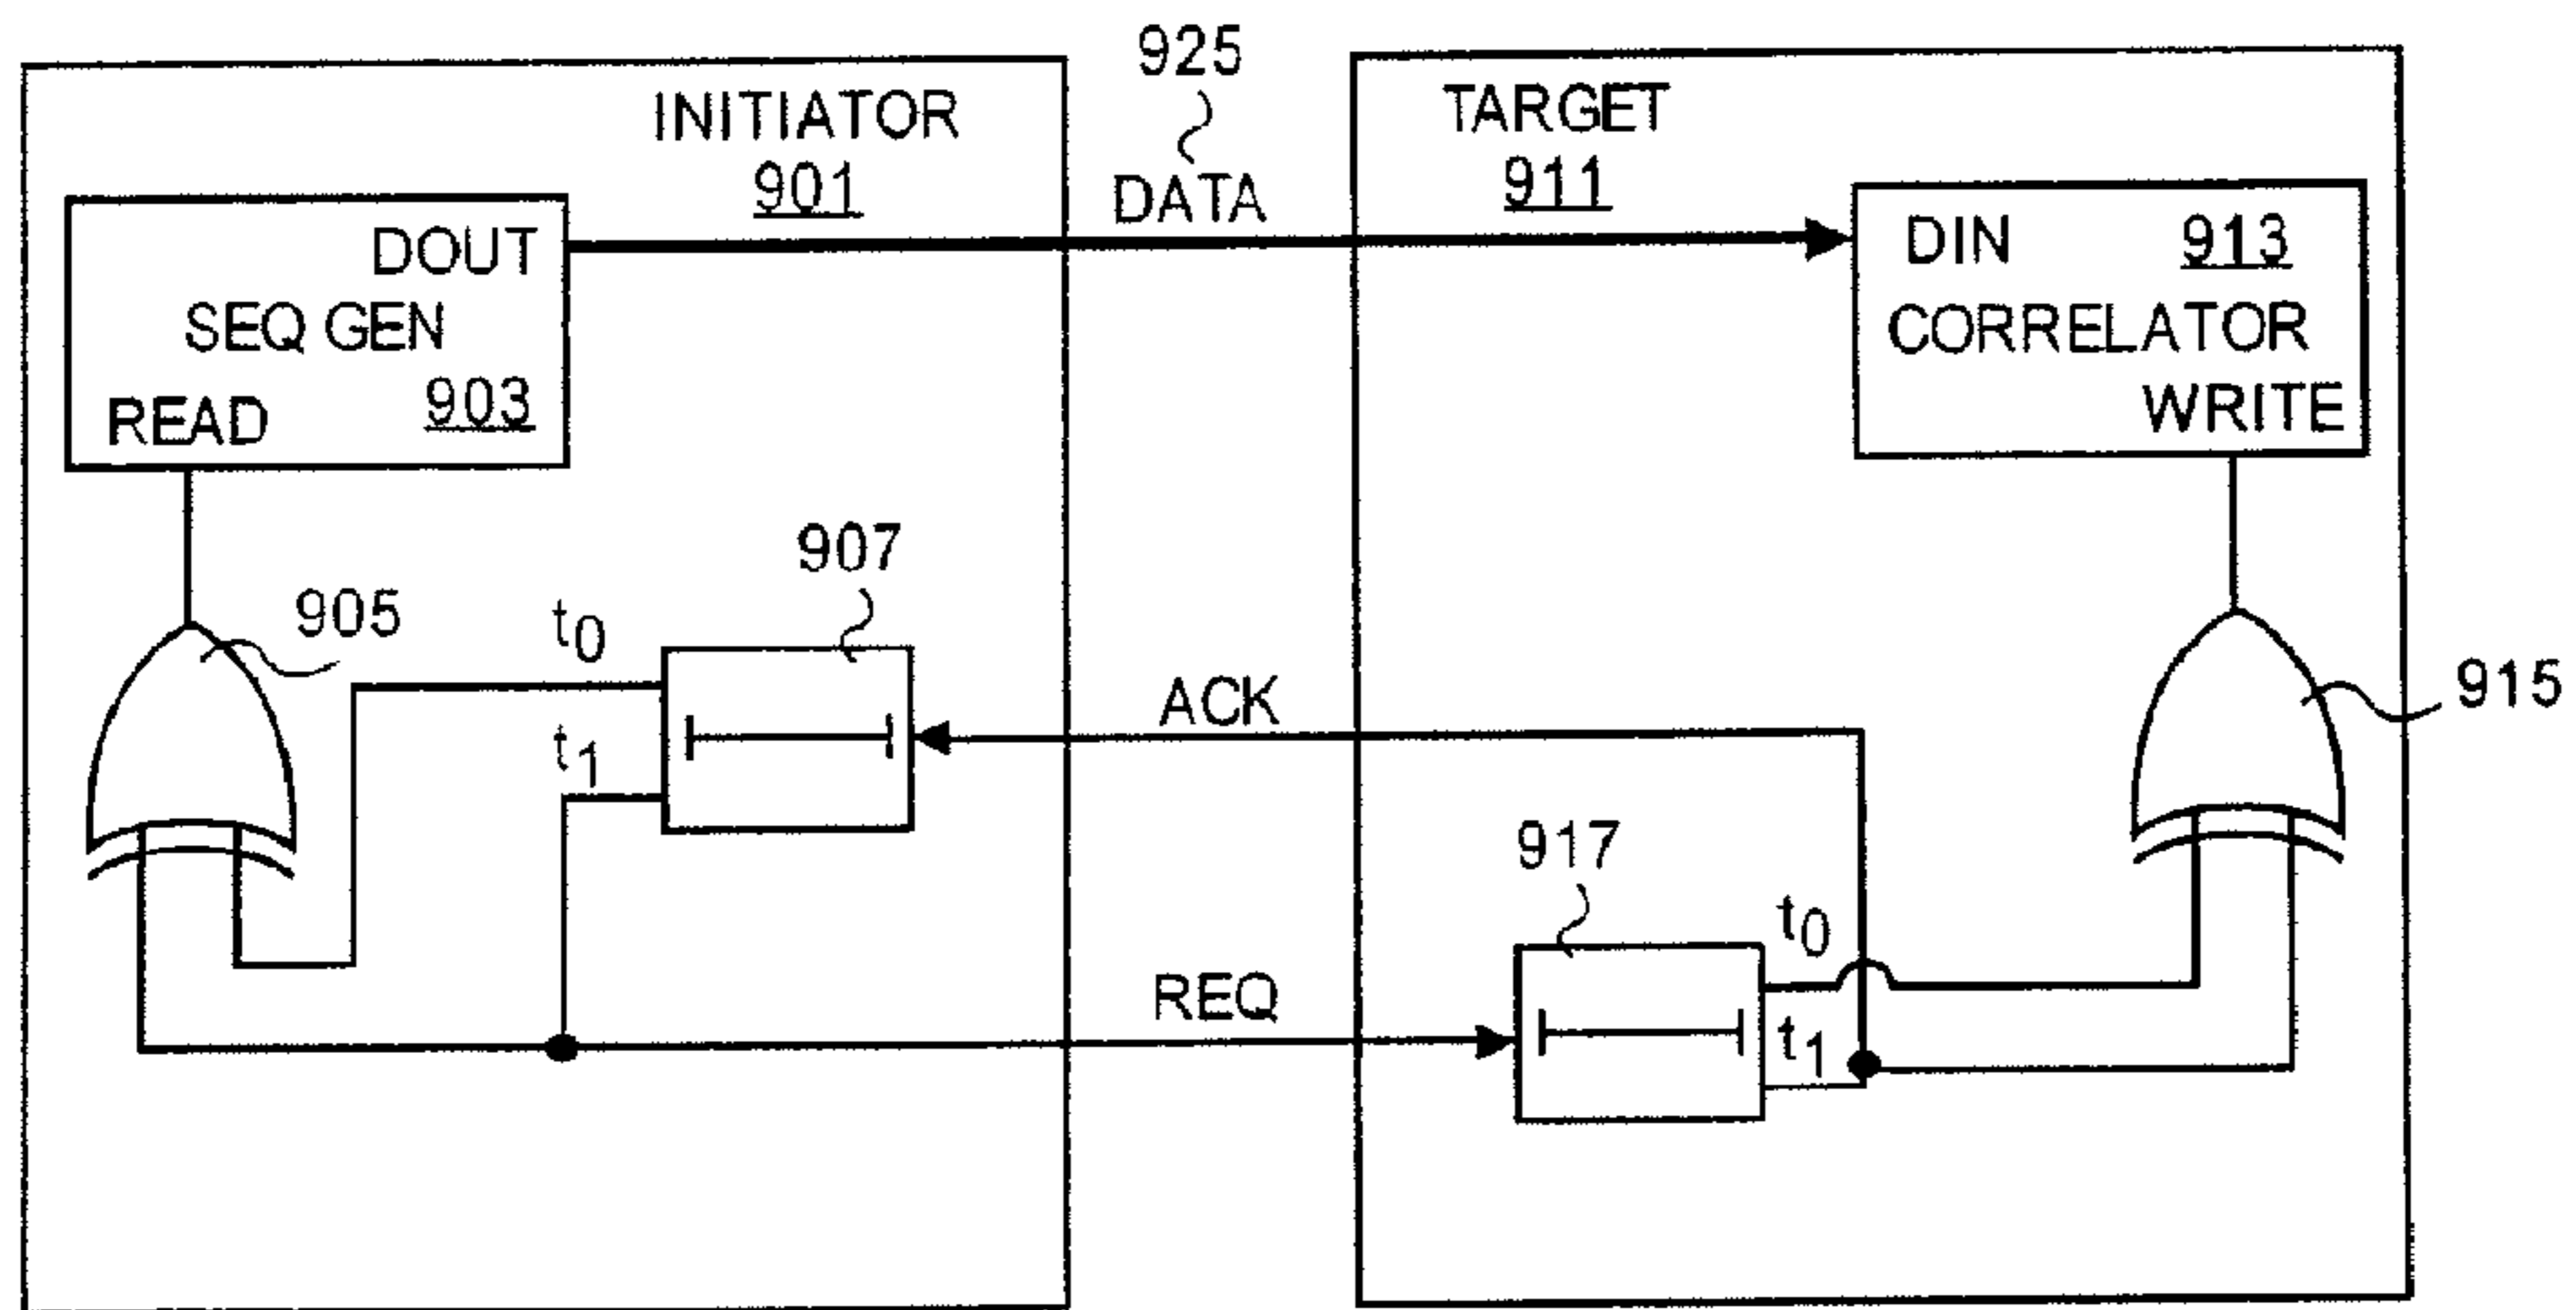 925
INITIATOR
901
DATA
TARGET
911
DOUT
SEQ GEN
READ
903
DIN
913
CORRELATOR
WRITE
905
907
t0
t1
ACK
915
917
t0
t1
REQ